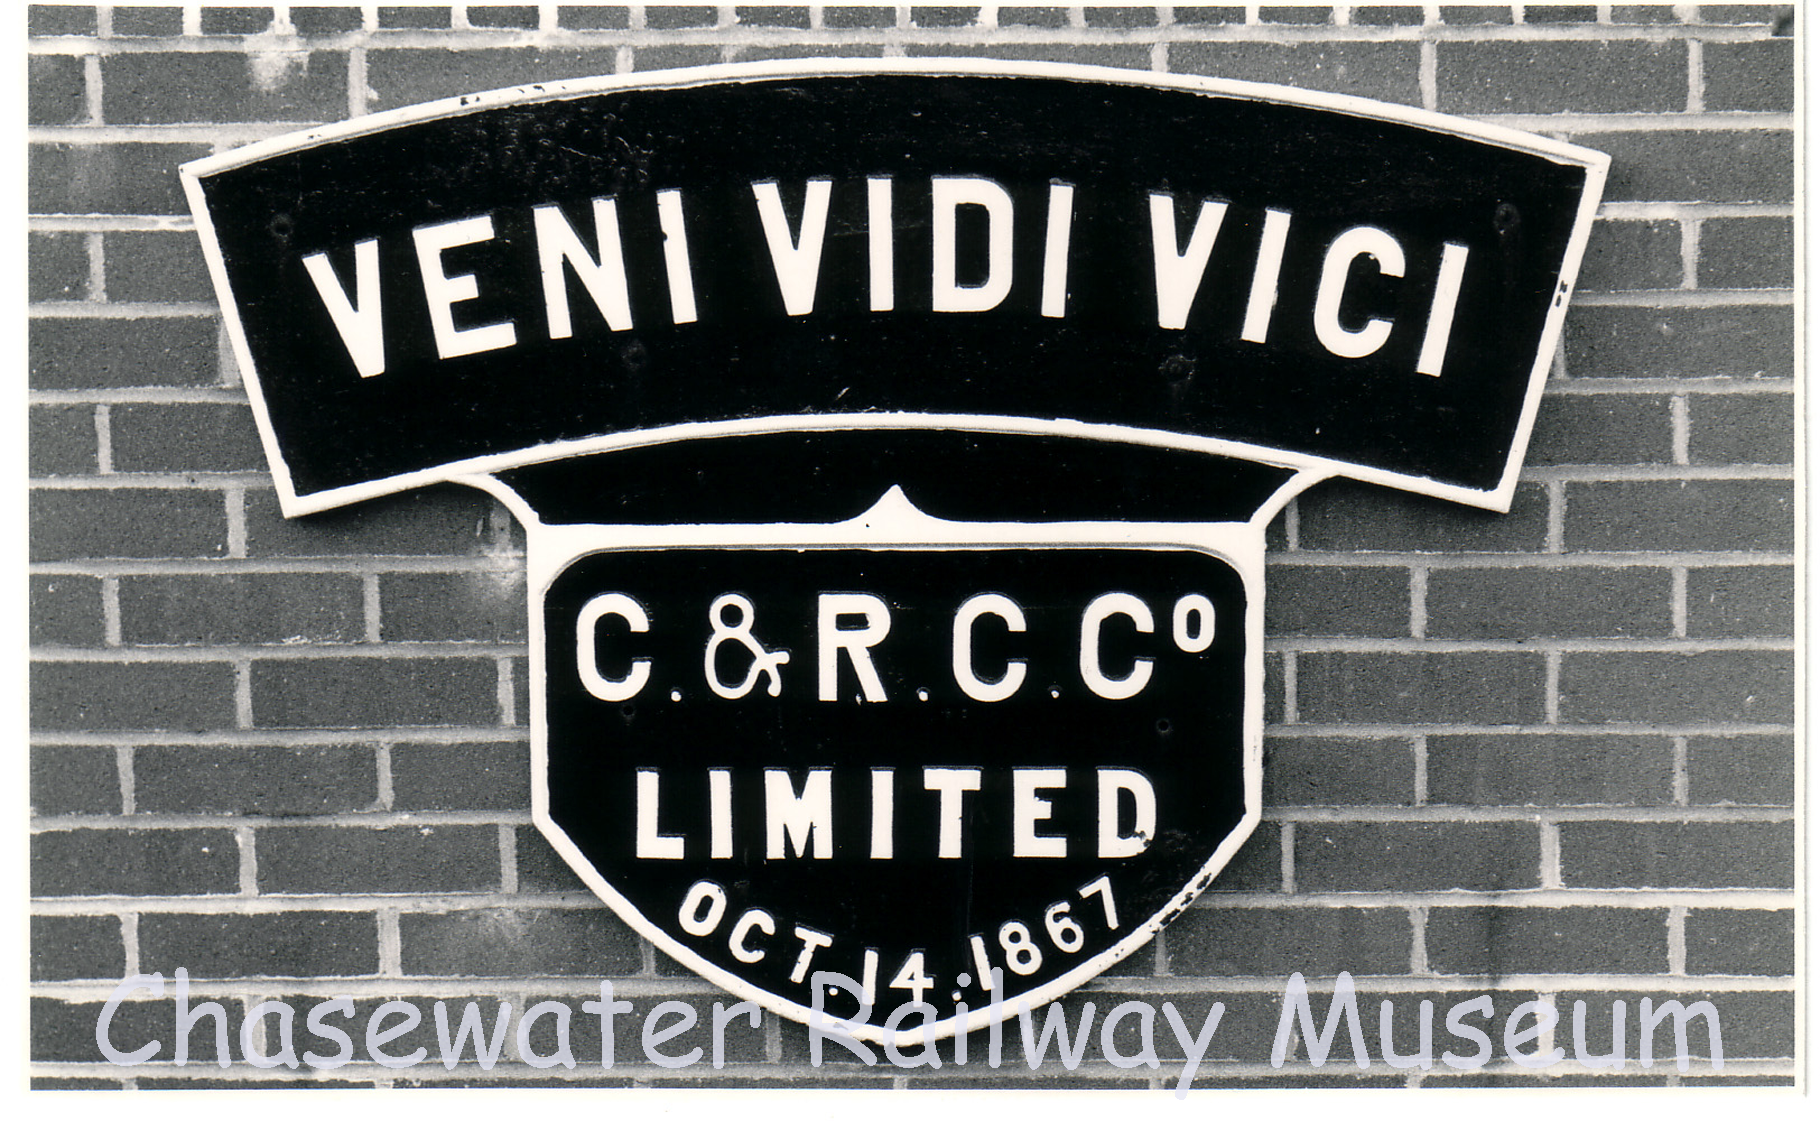 VENI VIDI VICI
C.&R.C.Cº
LIMITED
OCT.14.1867
Chasewater Railway Museum